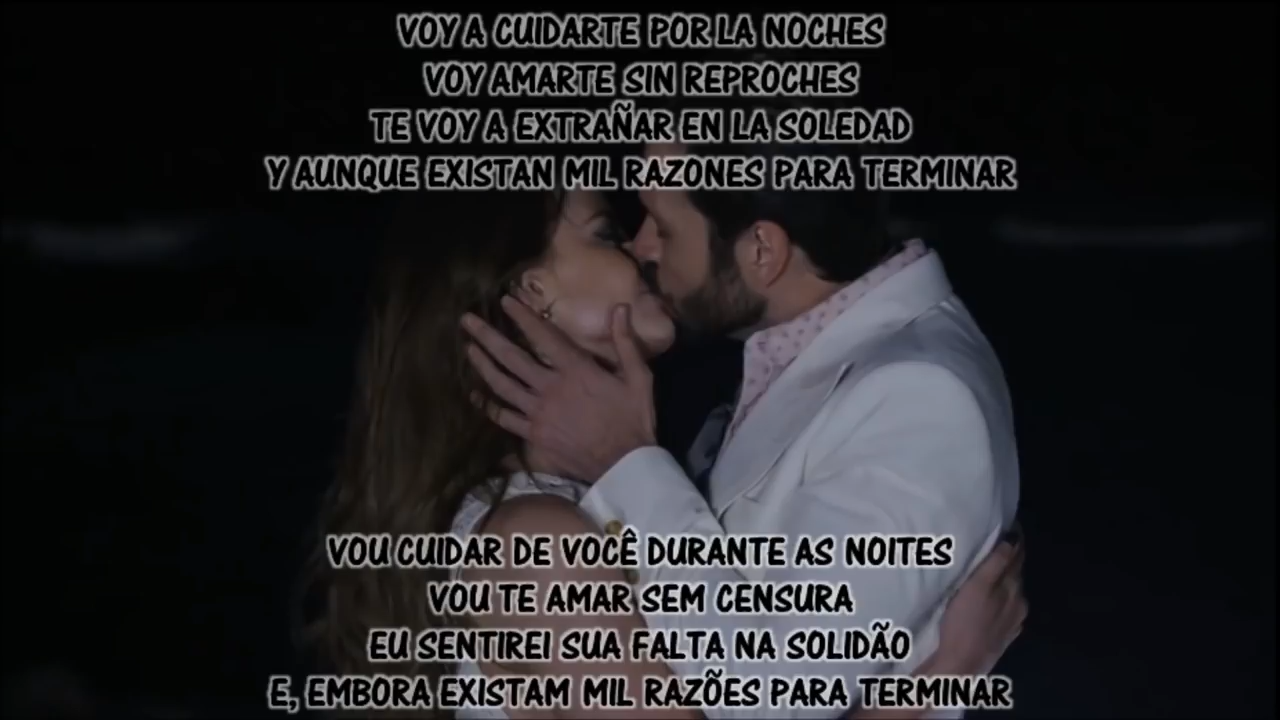 VOY A CUIDARTE POR LA NOCHES
VOY AMARTE SIN REPROCHES
TE VOY A EXTRAÑAR EN LA SOLEDAD
Y AUNQUE EXISTAN MIL RAZONES PARA TERMINAR
VOU CUIDAR DE VOCÊ DURANTE AS NOITES
VOU TE AMAR SEM CENSURA
EU SENTIREI SUA FALTA NA SOLIDÃO
E, EMBORA EXISTAM MIL RAZÕES PARA TERMINAR